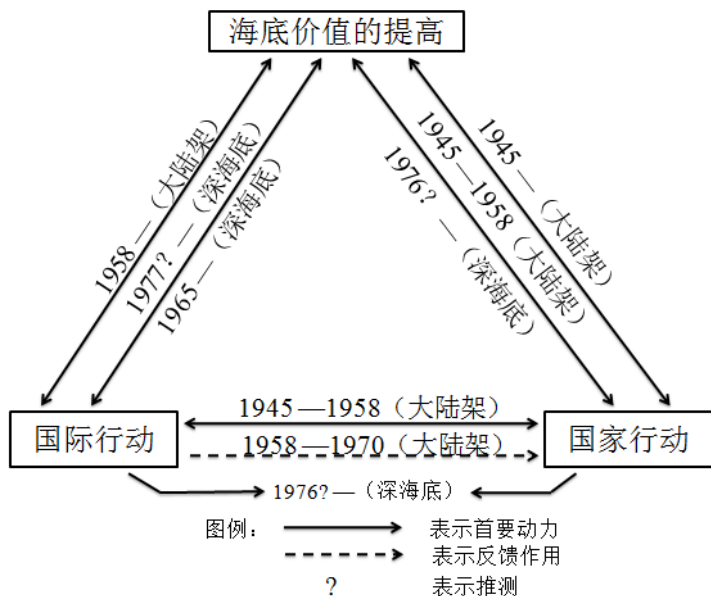 海底价值的提高
1958—（大陆架）
1977?—（深海底）
1965—（深海底）
1945—（大陆架）
1945—1958（大陆架）
1976?—（深海底）
国际行动
1945—1958（大陆架）
1958—1970（大陆架）
国家行动
1976?—（深海底）
图例：
表示首要动力
表示反馈作用
? 表示推测